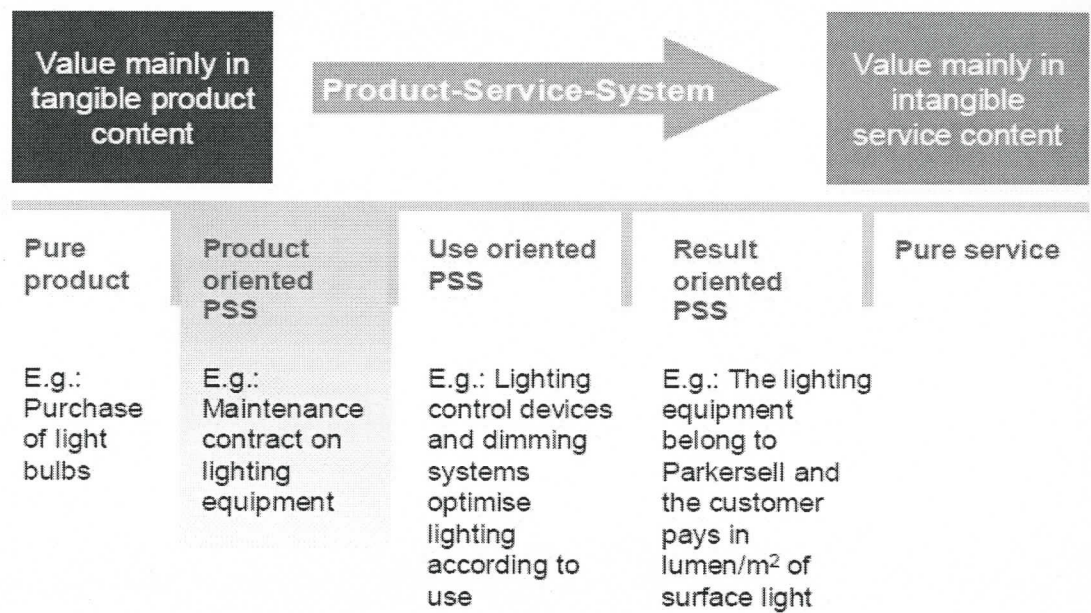 Value mainly in
tangible product
content
Product-Service-System
Value mainly in
intangible
service content
Pure
product
Product
oriented
PSS
Use oriented
PSS
Result
oriented
PSS
Pure service
E.g.:
Purchase
of light
bulbs
E.g.:
Maintenance
contract on
lighting
equipment
E.g.: Lighting
control devices
and dimming
systems
optimise
lighting
according to
use
E.g.: The lighting
equipment
belong to
Parkersell and
the customer
pays in
lumen/m² of
surface light